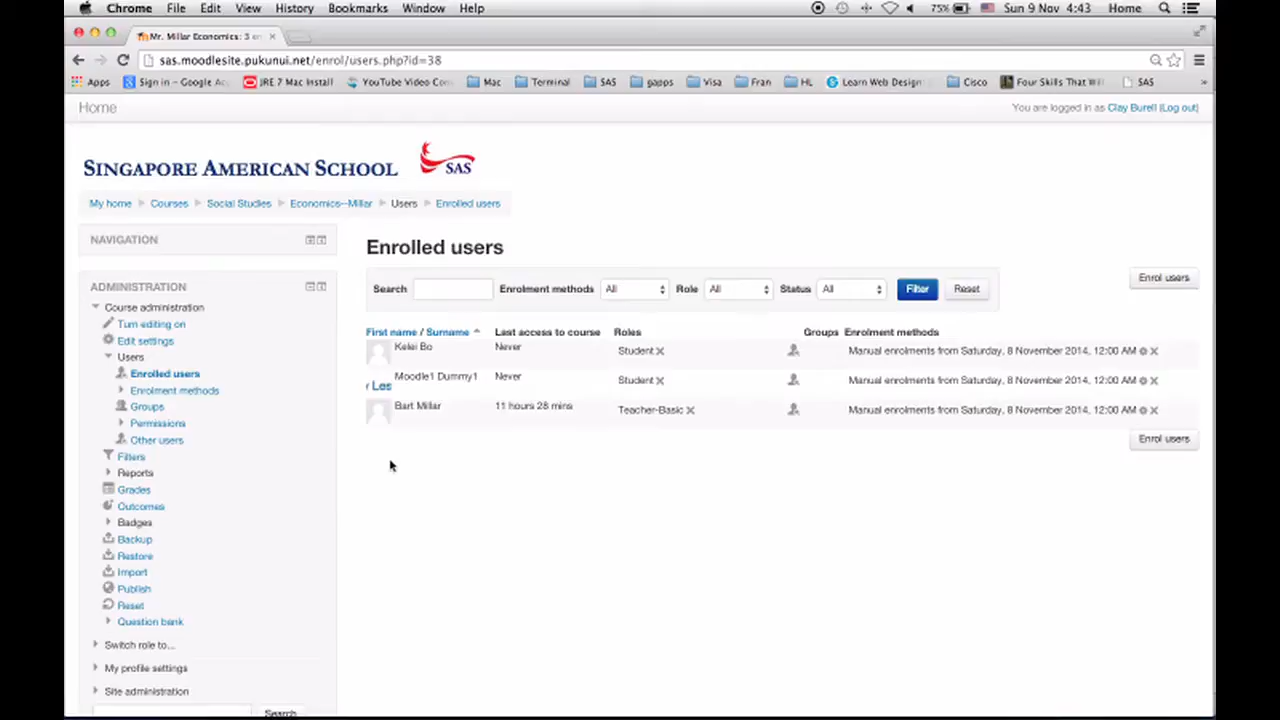 Chrome File Edit View History Bookmarks Window Help 75% Sun 9 Nov 4:43 Home
Mr. Millar Economics: 3
sas.moodlesite.pukunui.net/enrol/users.php?id=38
Apps Sign in – Google JRE 7 Mac Install YouTube Video Mac Terminal SAS gapps Visa Fran HL Learn Web Design Cisco Four Skills That SAS »
Home You are logged in as Clay Burell (Log out)
SINGAPORE AMERICAN SCHOOL SAS
My home Courses Social Studies Economics--Millar Users Enrolled users
NAVIGATION
ADMINISTRATION
Course administration
Turn editing on
Edit settings
Users
Enrolled users
Enrolment methods
Groups
Permissions
Other users
Filters
Reports
Grades
Outcomes
Badges
Backup
Restore
Import
Publish
Reset
Question bank
Switch role to...
My profile settings
Site administration
Search
Enrolled users
Enrol users
Search Enrolment methods All Role All Status All Filter Reset
First name / Surname Last access to course Roles Groups Enrolment methods
Kelei Bo Never Student Manual enrolments from Saturday, 8 November 2014, 12:00 AM
Moodle1 Dummy1 Never Student Manual enrolments from Saturday, 8 November 2014, 12:00 AM
y Les
Bart Millar 11 hours 28 mins Teacher-Basic Manual enrolments from Saturday, 8 November 2014, 12:00 AM
Enrol users